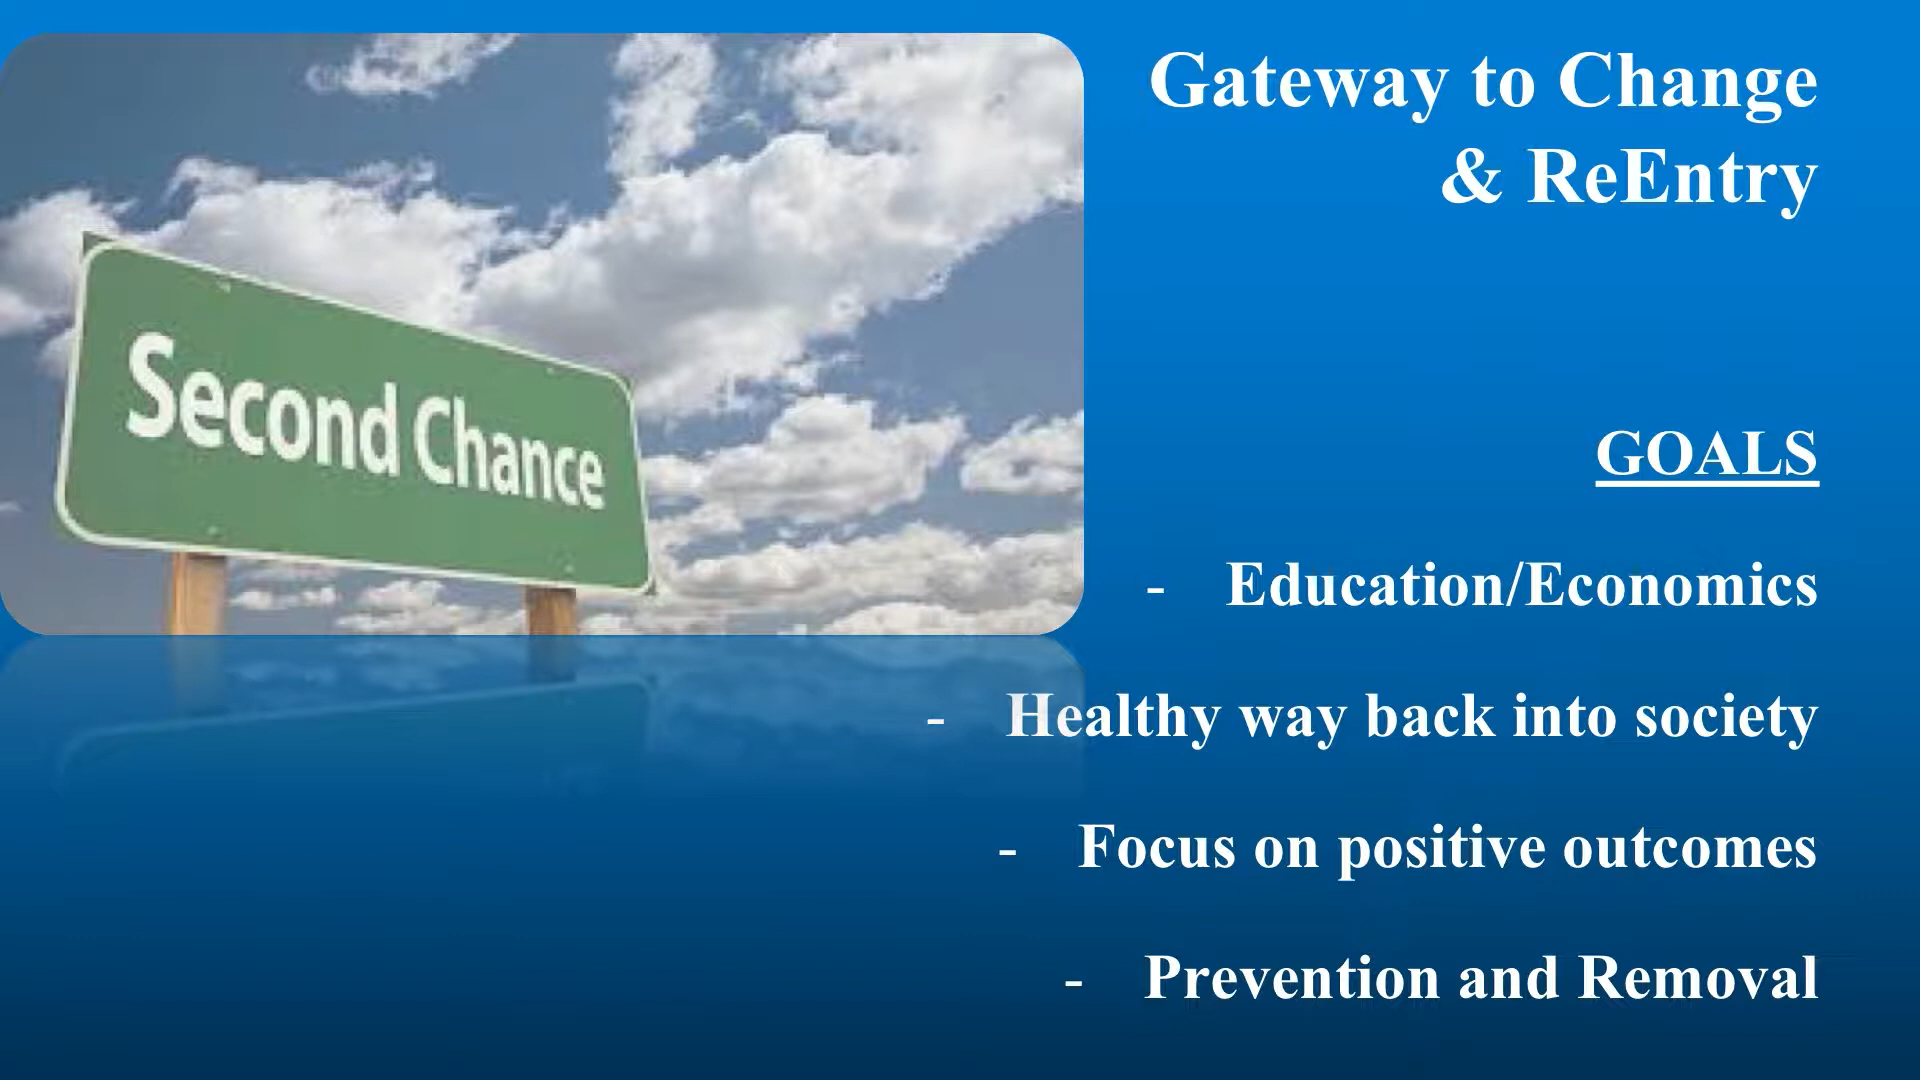 Second Chance
Gateway to Change
& ReEntry
GOALS
- Education/Economics
- Healthy way back into society
- Focus on positive outcomes
- Prevention and Removal